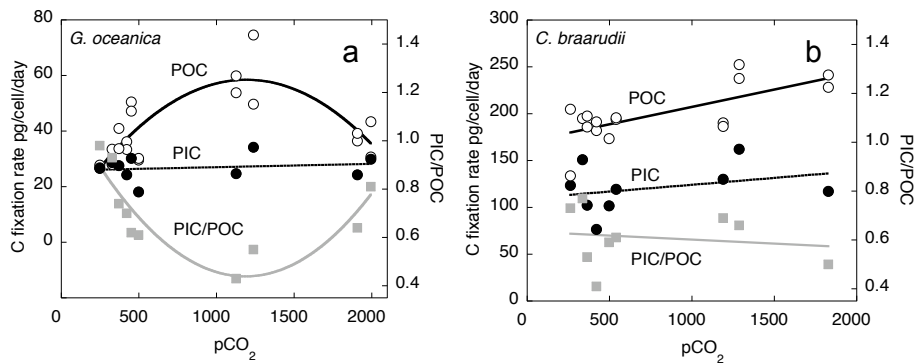 G. oceanica
a
C fixation rate pg/cell/day
80
60
40
20
0
POC
PIC
PIC/POC
1.4
1.2
1.0
0.8
0.6
0.4
PIC/POC
0
500
1000
1500
2000
pCO2
C. braarudii
b
C fixation rate pg/cell/day
300
250
200
150
100
50
0
POC
PIC
PIC/POC
1.4
1.2
1.0
0.8
0.6
0.4
PIC/POC
0
500
1000
1500
2000
pCO2